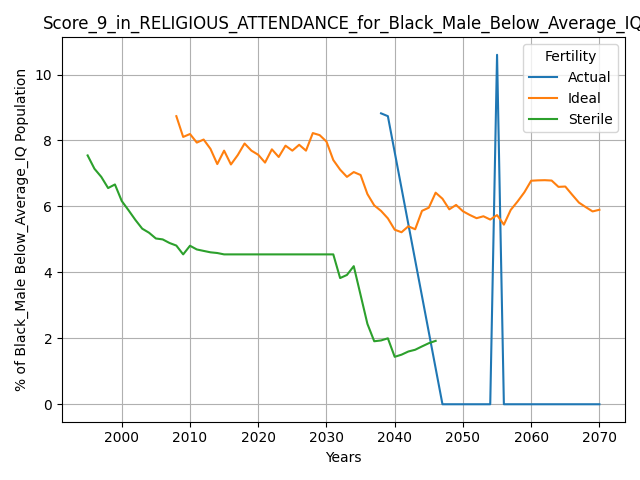 Score_9_in_RELIGIOUS_ATTENDANCE_for_Black_Male_Below_Average_IQ
% of Black_Male Below_Average_IQ Population
10
8
6
4
2
0
Fertility
Actual
Ideal
Sterile
2000 2010 2020 2030 2040 2050 2060 2070
Years